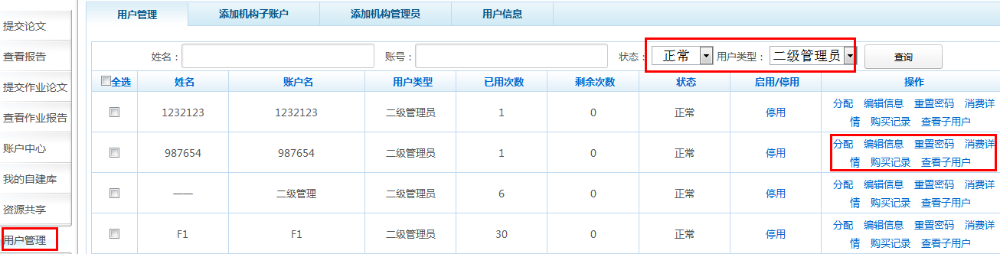 提交论文
查看报告
提交作业论文
查看作业报告
账户中心
我的自建库
资源共享
用户管理
用户管理 添加机构子账户 添加机构管理员 用户信息
姓名： 账号： 状态： 正常 用户类型： 二级管理员 查询
全选 姓名 账户名 用户类型 已用次数 剩余次数 状态 启用/停用 操作
1232123 1232123 二级管理员 1 0 正常 停用 分配 编辑信息 重置密码 消费详
情 购买记录 查看子用户
987654 987654 二级管理员 1 0 正常 停用 分配 编辑信息 重置密码 消费详
情 购买记录 查看子用户
—— 二级管理 二级管理员 6 0 正常 停用 分配 编辑信息 重置密码 消费详
情 购买记录 查看子用户
F1 F1 二级管理员 30 0 正常 停用 分配 编辑信息 重置密码 消费详
情 购买记录 查看子用户